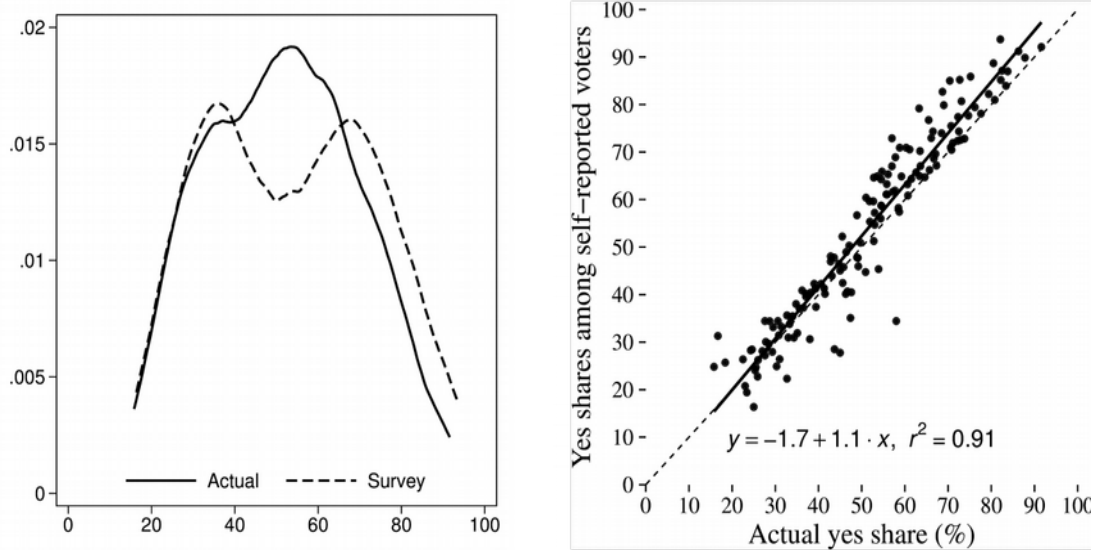 .02
.015
.01
.005
0
0 20 40 60 80 100
Actual Survey
Yes shares among self−reported voters
100
90
80
70
60
50
40
30
20
10
0
y = −1.7 + 1.1 · x, r² = 0.91
0 10 20 30 40 50 60 70 80 90 100
Actual yes share (%)